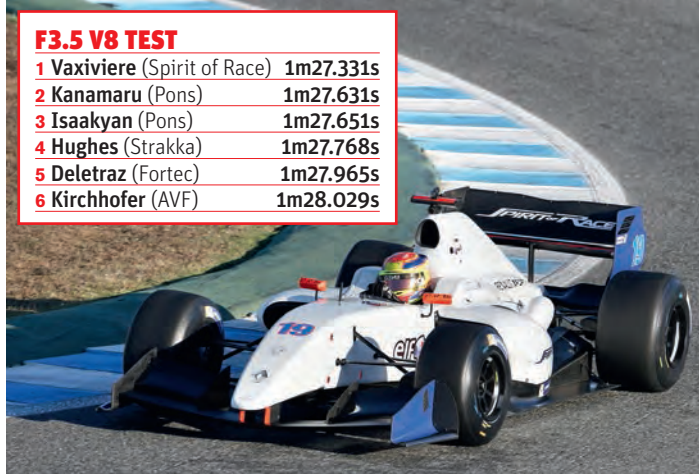 F3.5 V8 TEST
1 Vaxiviere (Spirit of Race) 1m27.331s
2 Kanamaru (Pons) 1m27.631s
3 Isaakyan (Pons) 1m27.651s
4 Hughes (Strakka) 1m27.768s
5 Deletraz (Fortec) 1m27.965s
6 Kirchhofer (AVF) 1m28.029s
SPIRIT OF RACE
19
19
elf